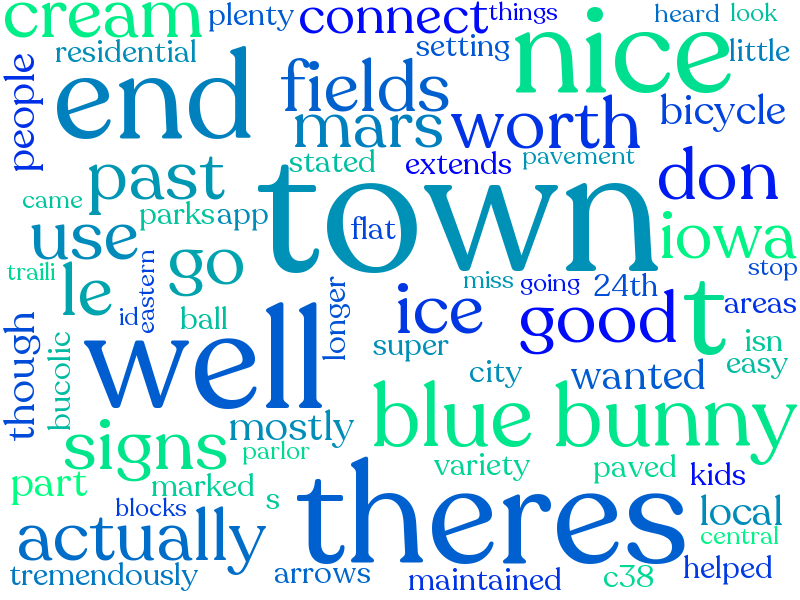 cream
plenty
connect
things
nice
heard
look
residential
setting
little
people
end
fields
mars
worth
bicycle
past
stated
extends
pavement
don
came
parks
app
town
flat
iowa
use
go
le
traili
id
eastern
ball
longer
miss
going
24th
stop
ice
good
t
areas
though
bucolic
well
super
isn
easy
city
wanted
blue bunny
signs
mostly
parlor
variety
paved
kids
part
marked
s
theres
blocks
local
actually
central
tremendously
arrows
maintained
c38
helped